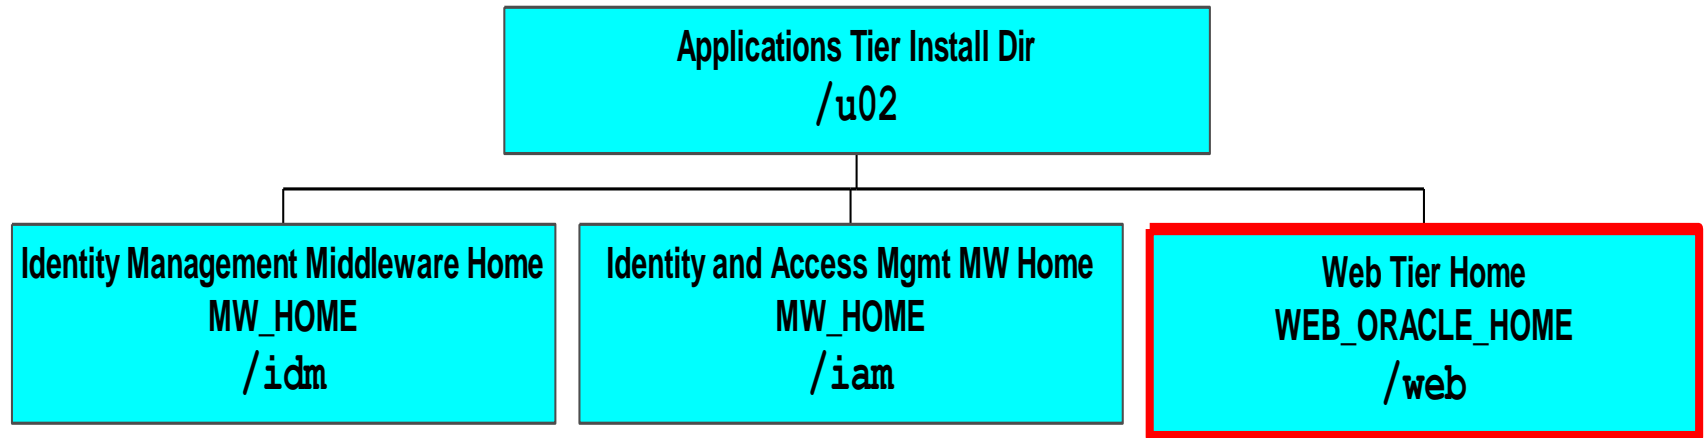 Applications Tier Install Dir
/u02
Identity Management Middleware Home
MW_HOME
/idm
Identity and Access Mgmt MW Home
MW_HOME
/iam
Web Tier Home
WEB_ORACLE_HOME
/web